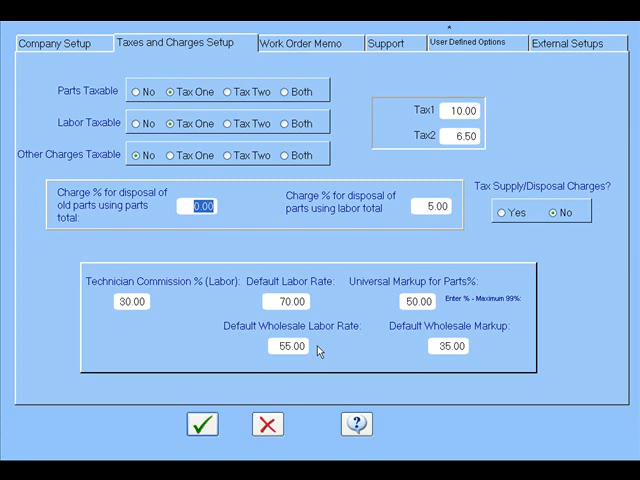 Company Setup
Taxes and Charges Setup
Work Order Memo
Support
User Defined Options
External Setups
Parts Taxable
No
Tax One
Tax Two
Both
Labor Taxable
No
Tax One
Tax Two
Both
Other Charges Taxable
No
Tax One
Tax Two
Both
Tax1
10.00
Tax2
6.50
Charge % for disposal of
old parts using parts
total:
0.00
Charge % for disposal of
parts using labor total
5.00
Tax Supply/Disposal Charges?
Yes
No
Technician Commission % (Labor):
30.00
Default Labor Rate:
70.00
Universal Markup for Parts%:
50.00
Enter % - Maximum 99%:
Default Wholesale Labor Rate:
55.00
Default Wholesale Markup:
35.00
?